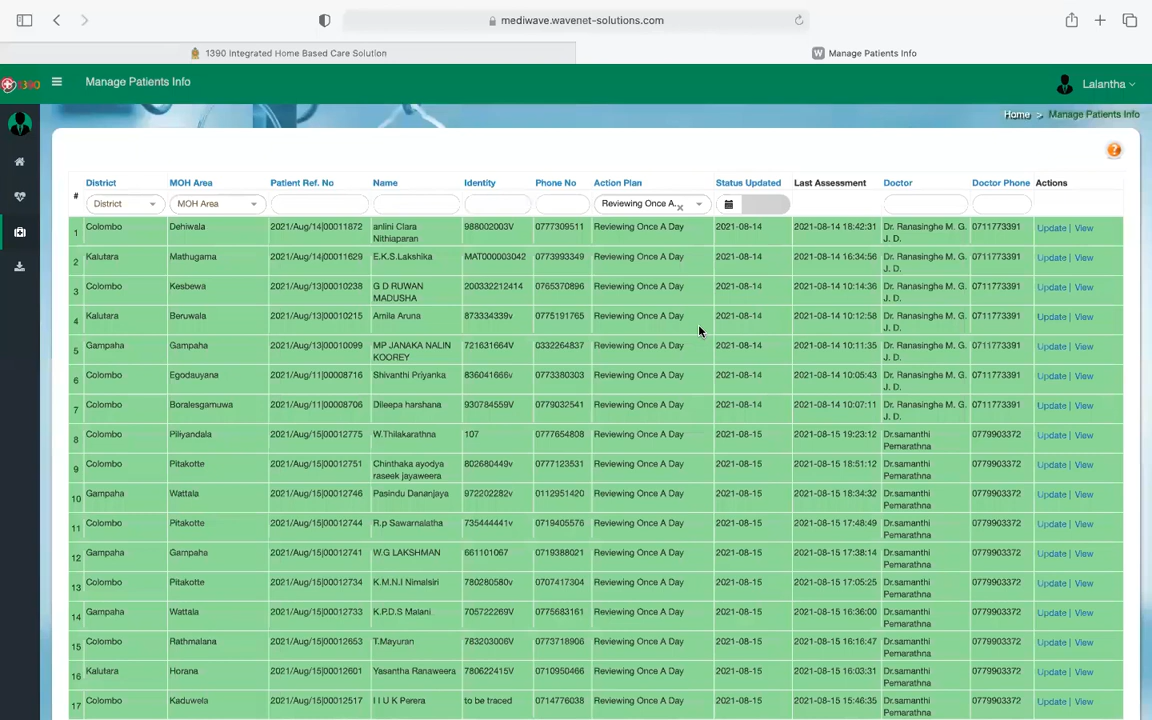 mediwave.wavenet-solutions.com
1390 Integrated Home Based Care Solution
W Manage Patients Info
1390 Manage Patients Info Lalantha
Home > Manage Patients Info
?
# District MOH Area Patient Ref. No Name Identity Phone No Action Plan Status Updated Last Assessment Doctor Doctor Phone Actions
District MOH Area Reviewing Once A..
1 Colombo Dehiwala 2021/Aug/14|00011872 anlini Clara 988002003V 0777309511 Reviewing Once A Day 2021-08-14 2021-08-14 18:42:31 Dr. Ranasinghe M. G. 0711773391 Update | View
Nithiaparan J. D.
2 Kalutara Mathugama 2021/Aug/14|00011629 E.K.S.Lakshika MAT000003042 0773993349 Reviewing Once A Day 2021-08-14 2021-08-14 16:34:56 Dr. Ranasinghe M. G. 0711773391 Update | View
J. D.
3 Colombo Kesbewa 2021/Aug/13|00010238 G D RUWAN 200332212414 0765370896 Reviewing Once A Day 2021-08-14 2021-08-14 10:14:36 Dr. Ranasinghe M. G. 0711773391 Update | View
MADUSHA J. D.
4 Kalutara Beruwala 2021/Aug/13|00010215 Amila Aruna 873334339v 0775191765 Reviewing Once A Day 2021-08-14 2021-08-14 10:12:58 Dr. Ranasinghe M. G. 0711773391 Update | View
J. D.
5 Gampaha Gampaha 2021/Aug/13|00010099 MP JANAKA NALIN 721631664V 0332264837 Reviewing Once A Day 2021-08-14 2021-08-14 10:11:35 Dr. Ranasinghe M. G. 0711773391 Update | View
KOOREY J. D.
6 Colombo Egodauyana 2021/Aug/11|00008716 Shivanthi Priyanka 836041666v 0773380303 Reviewing Once A Day 2021-08-14 2021-08-14 10:05:43 Dr. Ranasinghe M. G. 0711773391 Update | View
J. D.
7 Colombo Boralesgamuwa 2021/Aug/11|00008706 Dileepa harshana 930784559V 0779032541 Reviewing Once A Day 2021-08-14 2021-08-14 10:07:11 Dr. Ranasinghe M. G. 0711773391 Update | View
J. D.
8 Colombo Piliyandala 2021/Aug/15|00012775 W.Thilakarathna 107 0777654808 Reviewing Once A Day 2021-08-15 2021-08-15 19:23:12 Dr.samanthi 0779903372 Update | View
Pemarathna
9 Colombo Pitakotte 2021/Aug/15|00012751 Chinthaka ayodya 802680449v 0777123531 Reviewing Once A Day 2021-08-15 2021-08-15 18:51:12 Dr.samanthi 0779903372 Update | View
raseek jayaweera Pemarathna
10 Gampaha Wattala 2021/Aug/15|00012746 Pasindu Dananjaya 972202282v 0112951420 Reviewing Once A Day 2021-08-15 2021-08-15 18:34:32 Dr.samanthi 0779903372 Update | View
Pemarathna
11 Colombo Pitakotte 2021/Aug/15|00012744 R.p Sawarnalatha 735444441v 0719405576 Reviewing Once A Day 2021-08-15 2021-08-15 17:48:49 Dr.samanthi 0779903372 Update | View
Pemarathna
12 Gampaha Gampaha 2021/Aug/15|00012741 W.G LAKSHMAN 661101067 0719388021 Reviewing Once A Day 2021-08-15 2021-08-15 17:38:14 Dr.samanthi 0779903372 Update | View
Pemarathna
13 Colombo Pitakotte 2021/Aug/15|00012734 K.M.N.I Nimalsiri 780280580v 0707417304 Reviewing Once A Day 2021-08-15 2021-08-15 17:05:25 Dr.samanthi 0779903372 Update | View
Pemarathna
14 Gampaha Wattala 2021/Aug/15|00012733 K.P.D.S Malani 705722269V 0775683161 Reviewing Once A Day 2021-08-15 2021-08-15 16:36:00 Dr.samanthi 0779903372 Update | View
Pemarathna
15 Colombo Rathmalana 2021/Aug/15|00012653 T.Mayuran 783203006V 0773718906 Reviewing Once A Day 2021-08-15 2021-08-15 16:16:47 Dr.samanthi 0779903372 Update | View
Pemarathna
16 Kalutara Horana 2021/Aug/15|00012601 Yasantha Ranaweera 780622415V 0710950466 Reviewing Once A Day 2021-08-15 2021-08-15 16:03:31 Dr.samanthi 0779903372 Update | View
Pemarathna
17 Colombo Kaduwela 2021/Aug/15|00012517 I I U K Perera to be traced 0714776038 Reviewing Once A Day 2021-08-15 2021-08-15 15:46:35 Dr.samanthi 0779903372 Update | View
Pemarathna